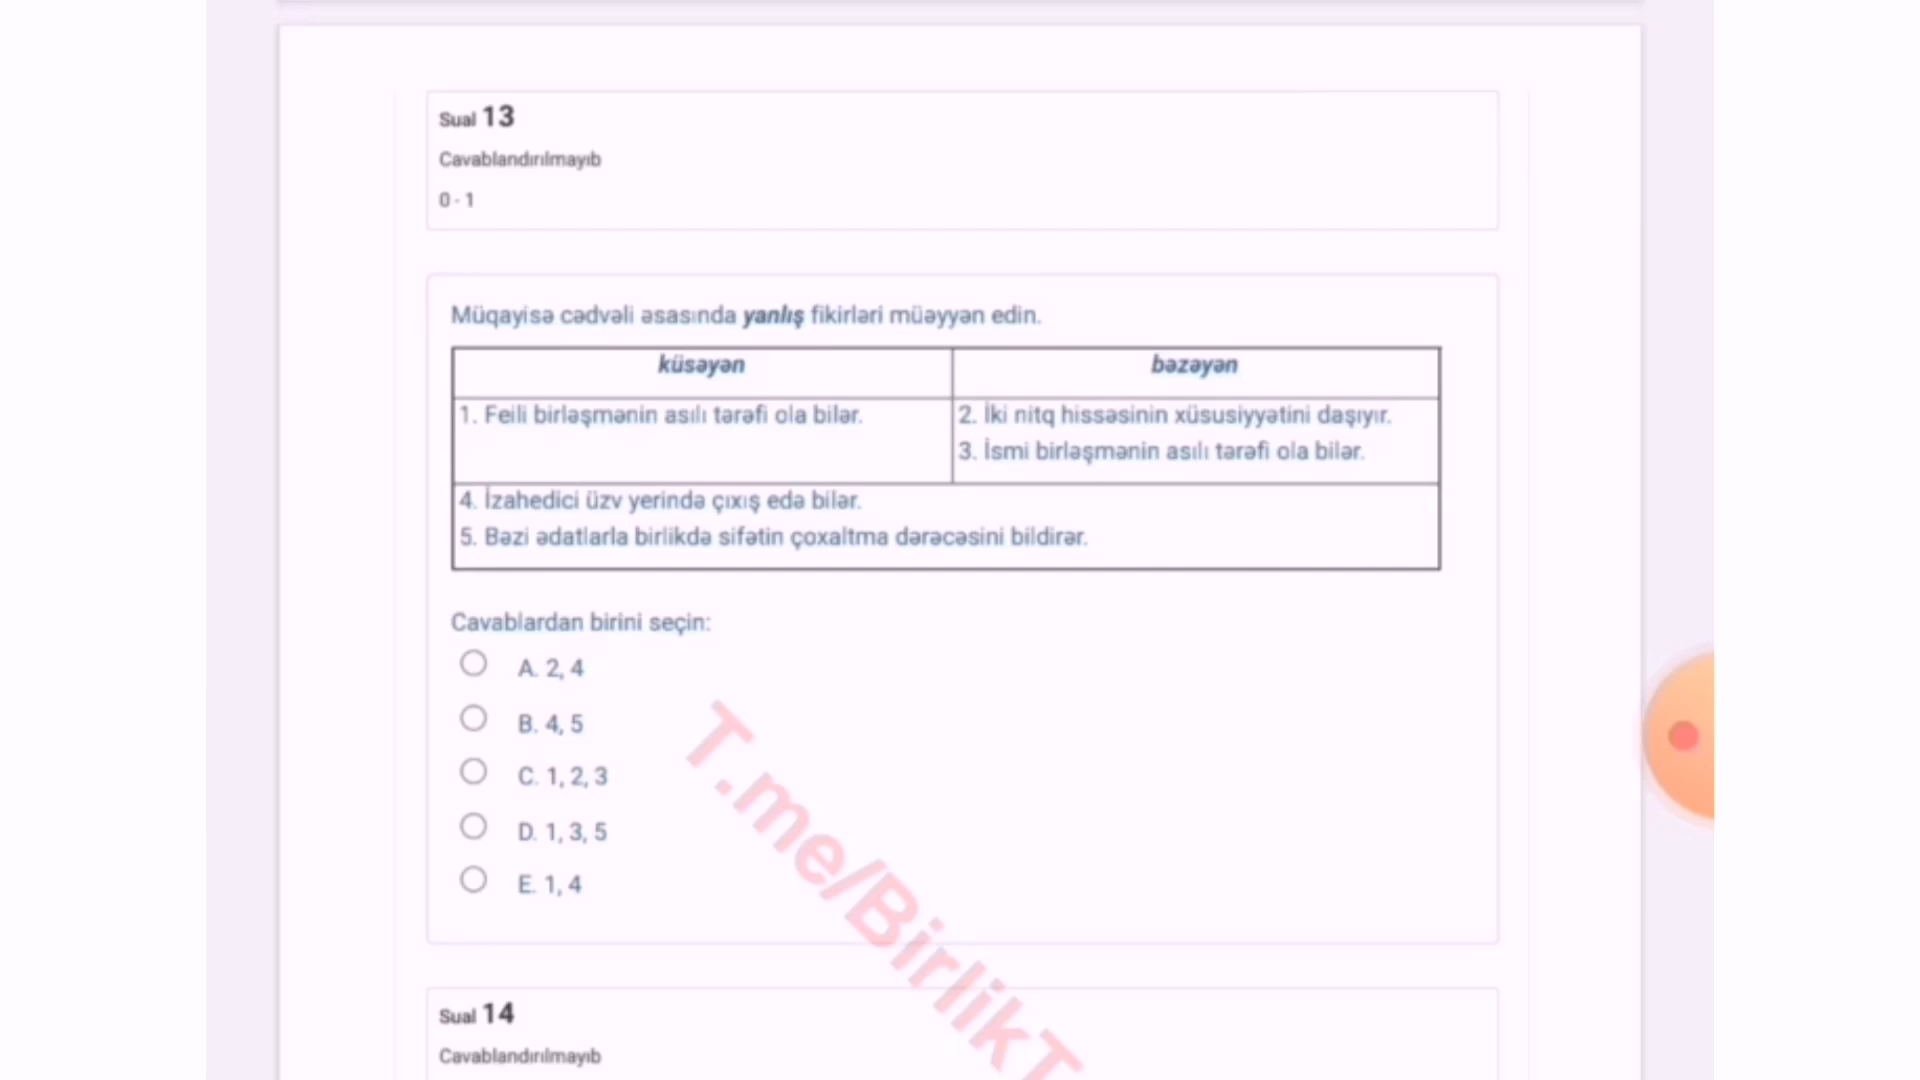 Sual 13
Cavablandırılmayıb
0 - 1
Müqayisə cədvəli əsasında yanlış fikirləri müəyyən edin.
küsəyən
bəzəyən
1. Feili birləşmənin asılı tərəfi ola bilər.
2. İki nitq hissəsinin xüsusiyyətini daşıyır.
3. İsmi birləşmənin asılı tərəfi ola bilər.
4. İzahedici üzv yerində çıxış edə bilər.
5. Bəzi ədatlarla birlikdə sifətin çoxaltma dərəcəsini bildirər.
Cavablardan birini seçin:
A. 2, 4
B. 4, 5
C. 1, 2, 3
D. 1, 3, 5
E. 1, 4
T.me/BirlikT
Sual 14
Cavablandırılmayıb